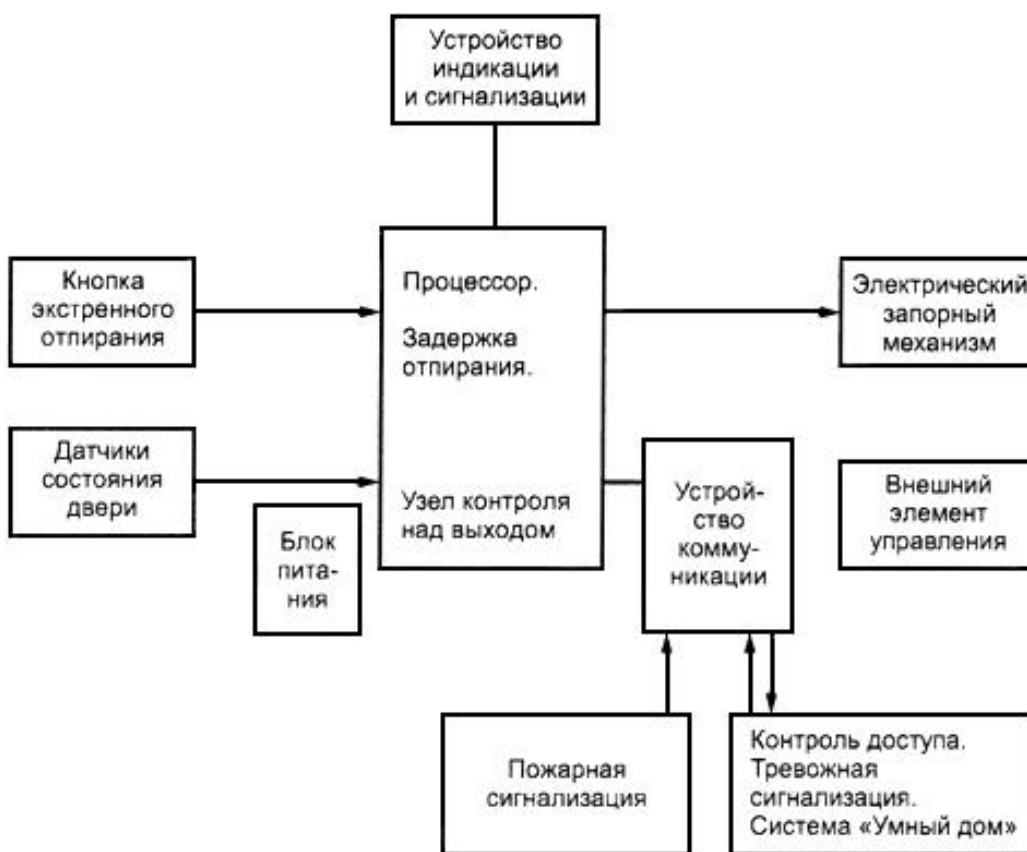 Устройство
индикации
и сигнализации
Кнопка
экстренного
отпирания
Процессор.
Задержка
отпирания.
Узел контроля
над выходом
Электрический
запорный
механизм
Датчики
состояния
двери
Блок
пита-
ния
Устрой-
ство
комму-
никации
Внешний
элемент
управления
Пожарная
сигнализация
Контроль доступа.
Тревожная
сигнализация.
Система «Умный дом»